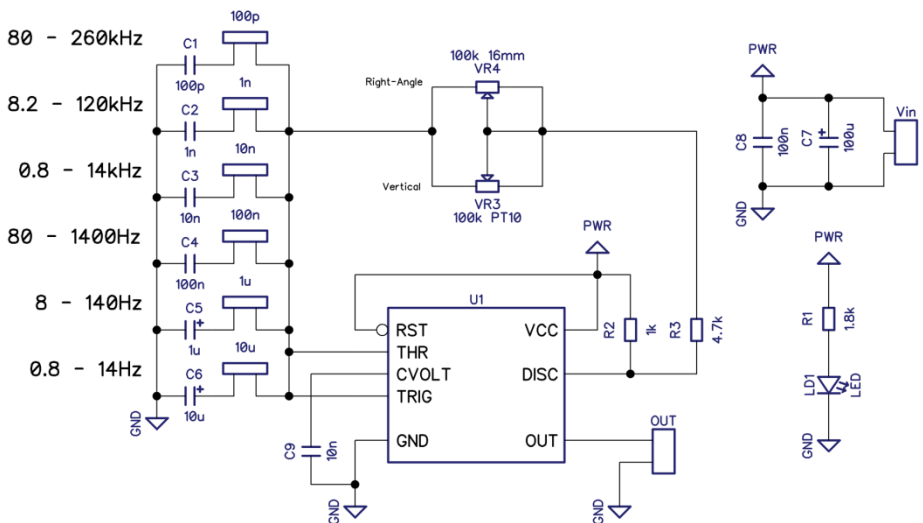 80 - 260kHz
C1
100p
100p
8.2 - 120kHz
C2
1n
1n
0.8 - 14kHz
C3
10n
10n
80 - 1400Hz
C4
100n
100n
8 - 140Hz
C5
+
1u
1u
0.8 - 14Hz
C6
+
10u
10u
GND
100k 16mm
VR4
Right-Angle
Vertical
VR3
100k PT10
PWR
U1
RST
THR
CVOLT
TRIG
GND
VCC
DISC
OUT
R2
1k
R3
4.7k
C9
10n
GND
OUT
GND
PWR
C8
100n
+
C7
100u
Vin
GND
PWR
R1
1.8k
LD1
LED
GND